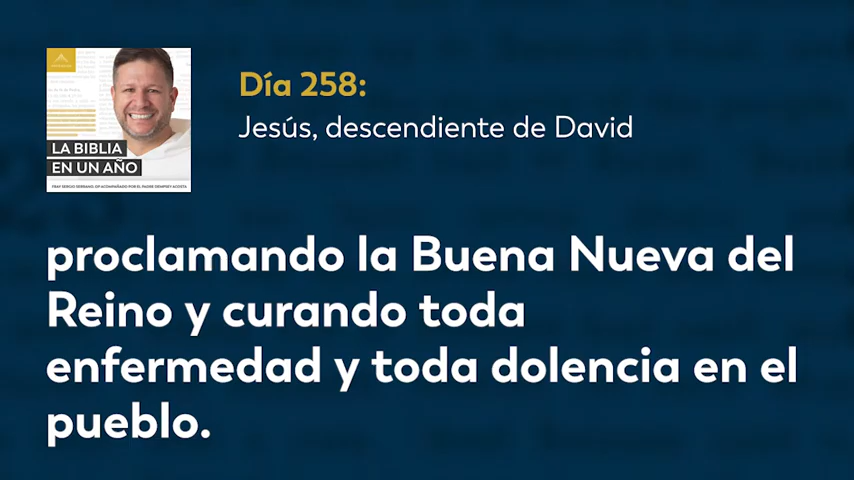 Día 258:
Jesús, descendiente de David
LA BIBLIA
EN UN AÑO
proclamando la Buena Nueva del
Reino y curando toda
enfermedad y toda dolencia en el
pueblo.